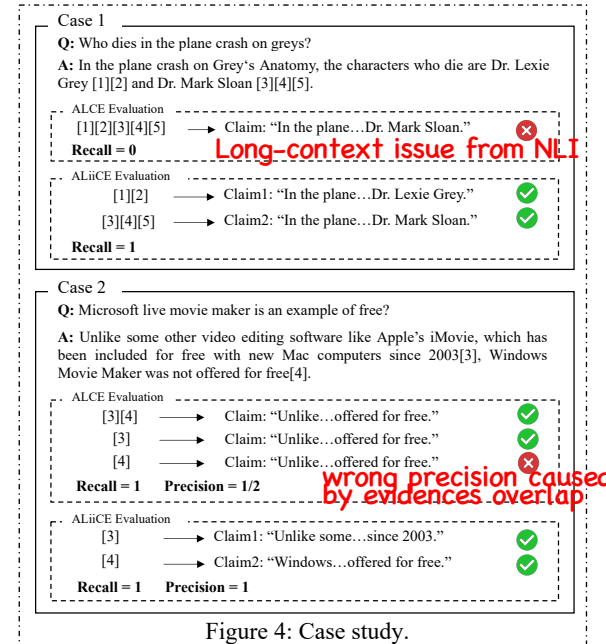 Case 1
Q: Who dies in the plane crash on greys?
A: In the plane crash on Grey‘s Anatomy, the characters who die are Dr. Lexie
Grey [1][2] and Dr. Mark Sloan [3][4][5].
ALCE Evaluation
[1][2][3][4][5] Claim: “In the plane…Dr. Mark Sloan.”
Recall = 0
Long-context issue from NLI
ALiiCE Evaluation
[1][2] Claim1: “In the plane…Dr. Lexie Grey.”
[3][4][5] Claim2: “In the plane…Dr. Mark Sloan.”
Recall = 1
Case 2
Q: Microsoft live movie maker is an example of free?
A: Unlike some other video editing software like Apple’s iMovie, which has
been included for free with new Mac computers since 2003[3], Windows
Movie Maker was not offered for free[4].
ALCE Evaluation
[3][4] Claim: “Unlike…offered for free.”
[3] Claim: “Unlike…offered for free.”
[4] Claim: “Unlike…offered for free.”
Recall = 1 Precision = 1/2
wrong precision caused
by evidences overlap
ALiiCE Evaluation
[3] Claim1: “Unlike some…since 2003.”
[4] Claim2: “Windows…offered for free.”
Recall = 1 Precision = 1
Figure 4: Case study.